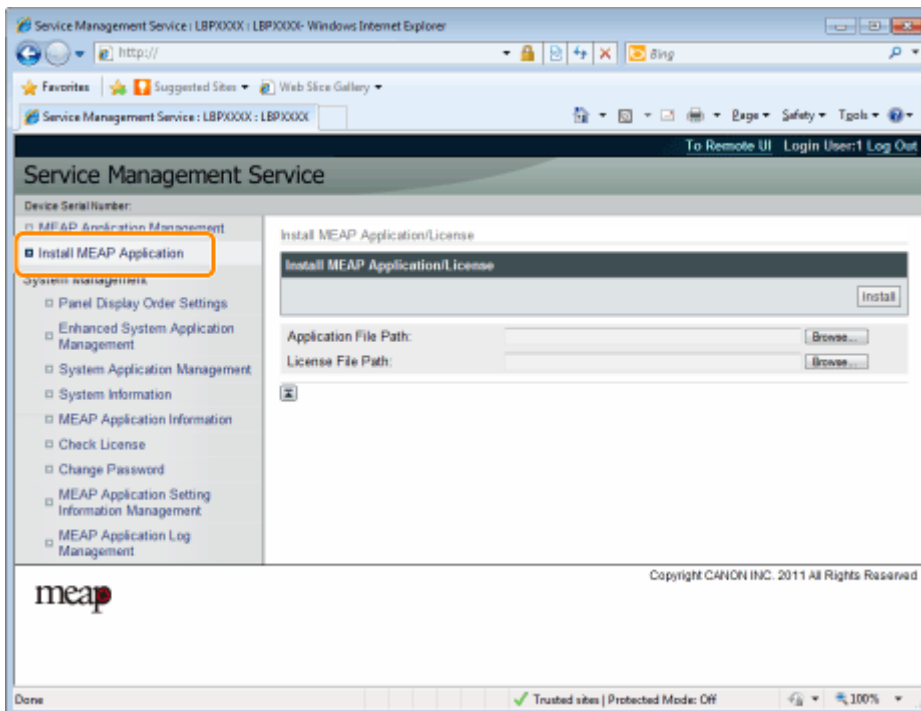 Service Management Service : LBPXXXX : LBPXXXX- Windows Internet Explorer
http://
Bing
Favorites Suggested Sites Web Slice Gallery
Service Management Service : LBPXXXX : LBPXXXX
Page Safety Tools
To Remote UI Login User:1 Log Out
Service Management Service
Device Serial Number:
MEAP Application Management
Install MEAP Application
System Management
Panel Display Order Settings
Enhanced System Application
Management
System Application Management
System Information
MEAP Application Information
Check License
Change Password
MEAP Application Setting
Information Management
MEAP Application Log
Management
Install MEAP Application/License
Install MEAP Application/License
Install
Application File Path:
Browse...
License File Path:
Browse...
Copyright CANON INC. 2011 All Rights Reserved
meap
Done
Trusted sites | Protected Mode: Off
100%